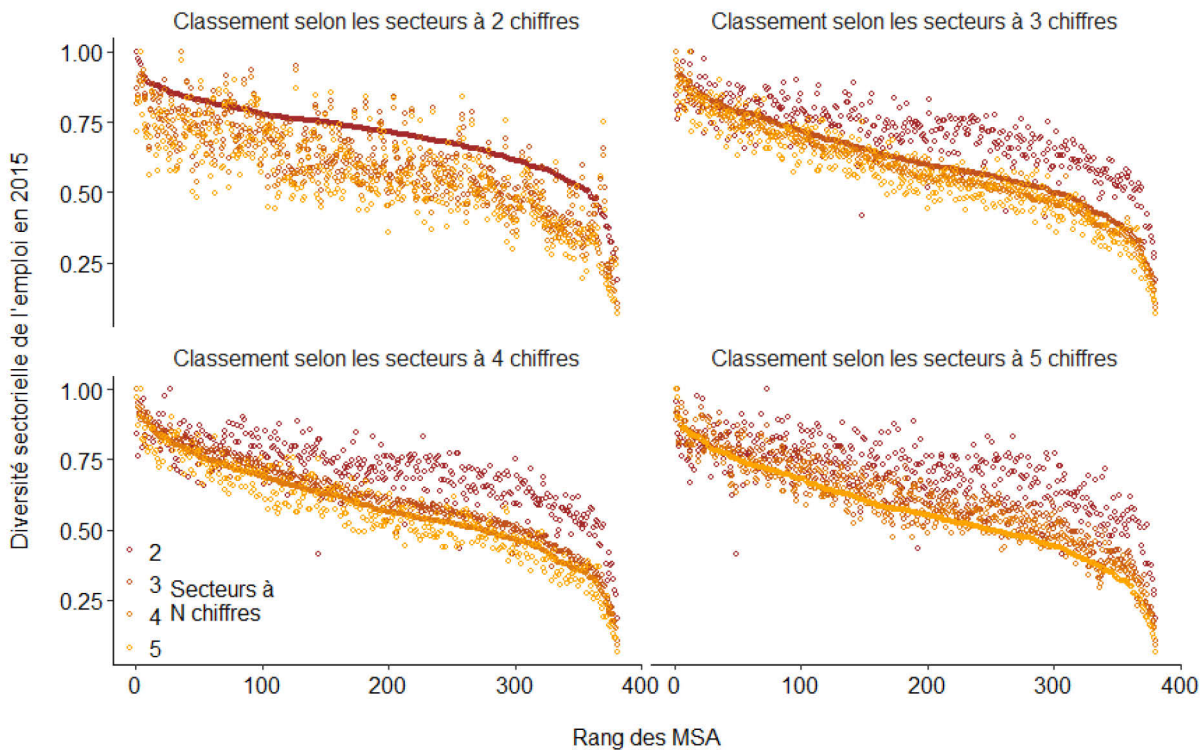 Classement selon les secteurs à 2 chiffres
Classement selon les secteurs à 3 chiffres
1.00
0.75
0.50
0.25
Diversité sectorielle de l'emploi en 2015
Classement selon les secteurs à 4 chiffres
Classement selon les secteurs à 5 chiffres
1.00
0.75
0.50
0.25
2
3
4
5
Secteurs à
N chiffres
0 100 200 300 400
0 100 200 300 400
Rang des MSA